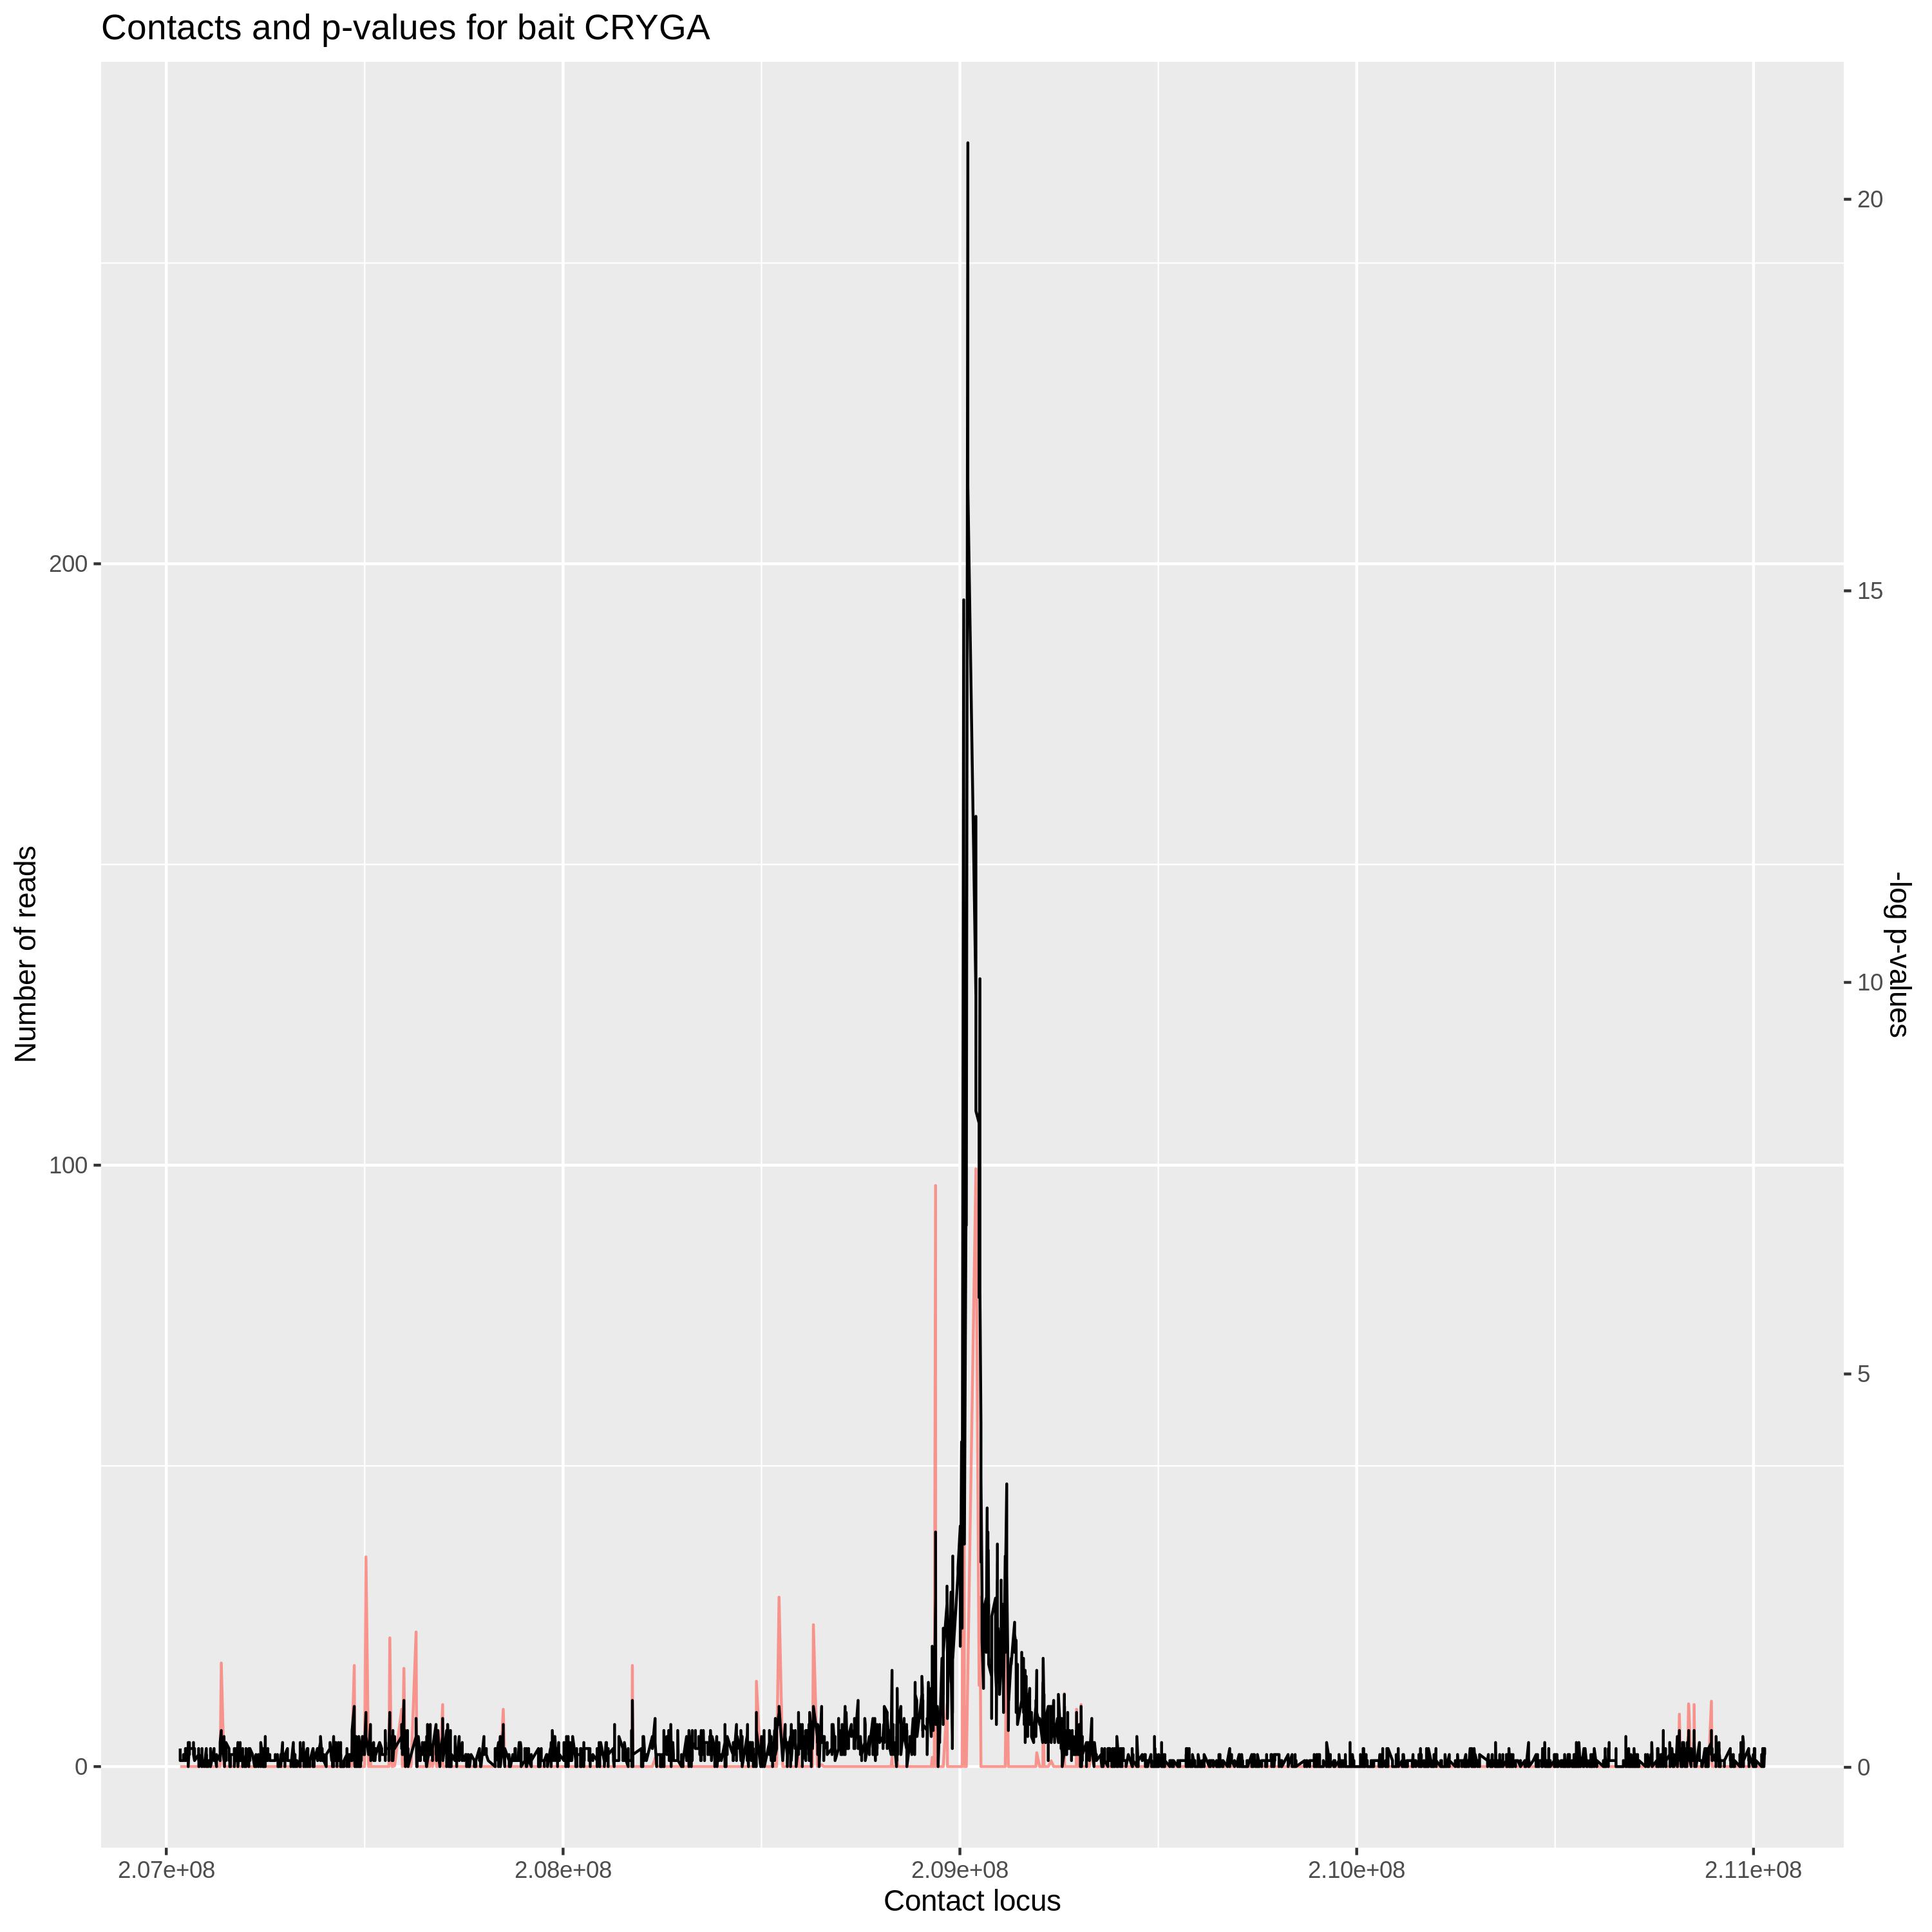 Contacts and p-values for bait CRYGA
Number of reads
200
100
0
20
15
10
5
0
-log p-values
2.07e+08
2.08e+08
2.09e+08
2.10e+08
2.11e+08
Contact locus